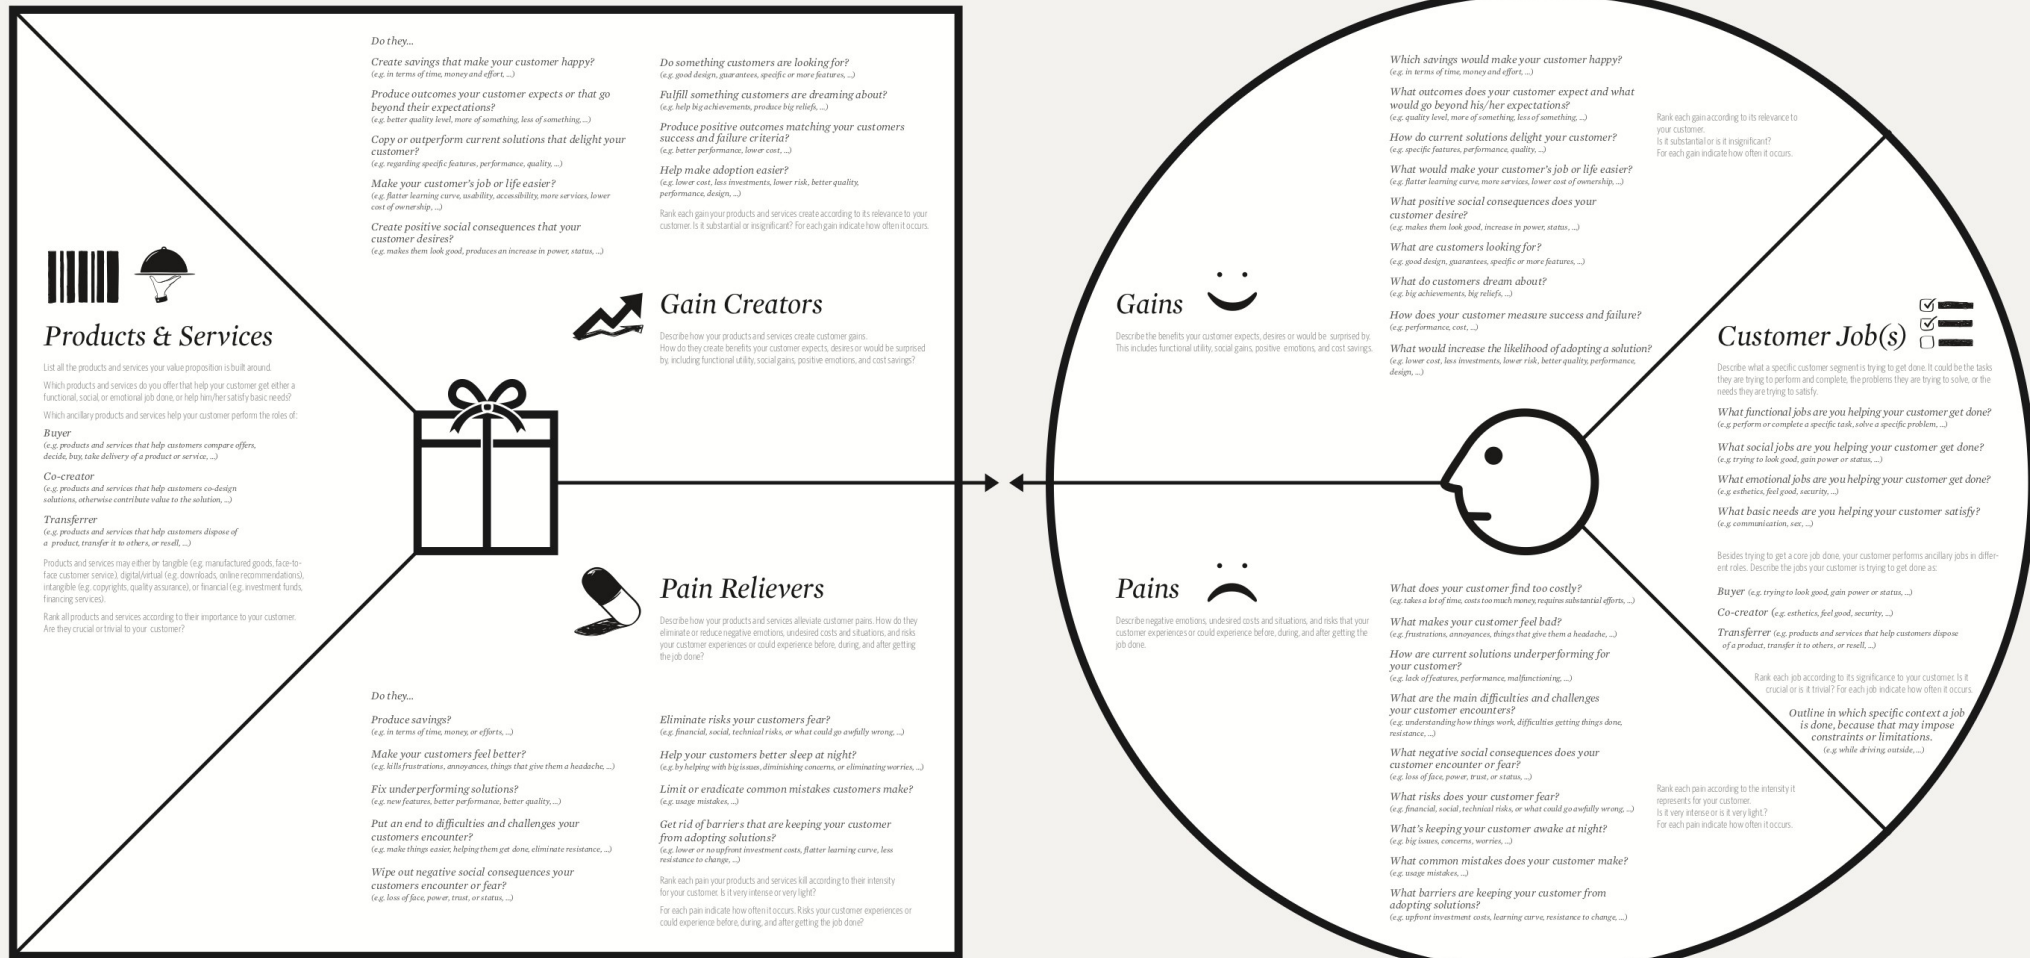 Products & Services
List all the products and services your value proposition is built around.
Which products and services do you offer that help your customer get either a
functional, social, or emotional job done, or help him/her satisfy basic needs?
Which ancillary products and services help your customer perform the roles of:
Buyer
(e.g. products and services that help customers compare offers,
decide, buy, take delivery of a product or service, ...)
Co-creator
(e.g. products and services that help customers co-design
solutions, otherwise contribute value to the solution, ...)
Transferrer
(e.g. products and services that help customers dispose of
a product, transfer it to others, or resell, ...)
Products and services may either by tangible (e.g. manufactured goods, face-to-
face customer service), digital/virtual (e.g. downloads, online recommendations),
intangible (e.g. copyrights, quality assurance), or financial (e.g. investment funds,
financing services).
Rank all products and services according to their importance to your customer.
Are they crucial or trivial to your customer?
Do they...
Create savings that make your customer happy?
(e.g. in terms of time, money and effort, ...)
Produce outcomes your customer expects or that go
beyond their expectations?
(e.g. better quality level, more of something, less of something, ...)
Copy or outperform current solutions that delight your
customer?
(e.g. regarding specific features, performance, quality, ...)
Make your customer's job or life easier?
(e.g. flatter learning curve, usability, accessibility, more services, lower
cost of ownership, ...)
Create positive social consequences that your
customer desires?
(e.g. makes them look good, produces an increase in power, status, ...)
Do something customers are looking for?
(e.g. good design, guarantees, specific or more features, ...)
Fulfill something customers are dreaming about?
(e.g. help big achievements, produce big reliefs, ...)
Produce positive outcomes matching your customers
success and failure criteria?
(e.g. better performance, lower cost, ...)
Help make adoption easier?
(e.g. lower cost, less investments, lower risk, better quality,
performance, design, ...)
Rank each gain your products and services create according to its relevance to your
customer. Is it substantial or insignificant? For each gain indicate how often it occurs.
Gain Creators
Describe how your products and services create customer gains.
How do they create benefits your customer expects, desires or would be surprised
by, including functional utility, social gains, positive emotions, and cost savings?
Pain Relievers
Describe how your products and services alleviate customer pains. How do they
eliminate or reduce negative emotions, undesired costs and situations, and risks
your customer experiences or could experience before, during, and after getting
the job done?
Do they...
Produce savings?
(e.g. in terms of time, money, or efforts, ...)
Make your customers feel better?
(e.g. kills frustrations, annoyances, things that give them a headache, ...)
Fix underperforming solutions?
(e.g. new features, better performance, better quality, ...)
Put an end to difficulties and challenges your
customers encounter?
(e.g. make things easier, helping them get done, eliminate resistance, ...)
Wipe out negative social consequences your
customers encounter or fear?
(e.g. loss of face, power, trust, or status, ...)
Eliminate risks your customers fear?
(e.g. financial, social, technical risks, or what could go awfully wrong, ...)
Help your customers better sleep at night?
(e.g. by helping with big issues, diminishing concerns, or eliminating worries, ...)
Limit or eradicate common mistakes customers make?
(e.g. usage mistakes, ...)
Get rid of barriers that are keeping your customer
from adopting solutions?
(e.g. lower or no upfront investment costs, flatter learning curve, less
resistance to change, ...)
Rank each pain your products and services kill according to their intensity
for your customer. Is it very intense or very light?
For each pain indicate how often it occurs. Risks your customer experiences or
could experience before, during, and after getting the job done?
Gains
Describe the benefits your customer expects, desires or would be surprised by.
This includes functional utility, social gains, positive emotions, and cost savings.
Which savings would make your customer happy?
(e.g. in terms of time, money and effort, ...)
What outcomes does your customer expect and what
would go beyond his/her expectations?
(e.g. quality level, more of something, less of something, ...)
How do current solutions delight your customer?
(e.g. specific features, performance, quality, ...)
What would make your customer's job or life easier?
(e.g. flatter learning curve, more services, lower cost of ownership, ...)
What positive social consequences does your
customer desire?
(e.g. makes them look good, increase in power, status, ...)
What are customers looking for?
(e.g. good design, guarantees, specific or more features, ...)
What do customers dream about?
(e.g. big achievements, big reliefs, ...)
How does your customer measure success and failure?
(e.g. performance, cost, ...)
What would increase the likelihood of adopting a solution?
(e.g. lower cost, less investments, lower risk, better quality, performance,
design, ...)
Rank each gain according to its relevance to
your customer.
Is it substantial or is it insignificant?
For each gain indicate how often it occurs.
Pains
Describe negative emotions, undesired costs and situations, and risks that your
customer experiences or could experience before, during, and after getting the
job done.
What does your customer find too costly?
(e.g. takes a lot of time, costs too much money, requires substantial efforts, ...)
What makes your customer feel bad?
(e.g. frustrations, annoyances, things that give them a headache, ...)
How are current solutions underperforming for
your customer?
(e.g. lack of features, performance, malfunctioning, ...)
What are the main difficulties and challenges
your customer encounters?
(e.g. understanding how things work, difficulties getting things done,
resistance, ...)
What negative social consequences does your
customer encounter or fear?
(e.g. loss of face, power, trust, or status, ...)
What risks does your customer fear?
(e.g. financial, social, technical risks, or what could go awfully wrong, ...)
What's keeping your customer awake at night?
(e.g. big issues, concerns, worries, ...)
What common mistakes does your customer make?
(e.g. usage mistakes, ...)
What barriers are keeping your customer from
adopting solutions?
(e.g. upfront investment costs, learning curve, resistance to change, ...)
Rank each pain according to the intensity it
represents for your customer.
Is it very intense or is it very light.?
For each pain indicate how often it occurs.
Customer Job(s)
Describe what a specific customer segment is trying to get done. It could be the tasks
they are trying to perform and complete, the problems they are trying to solve, or the
needs they are trying to satisfy.
What functional jobs are you helping your customer get done?
(e.g. perform or complete a specific task, solve a specific problem, ...)
What social jobs are you helping your customer get done?
(e.g. trying to look good, gain power or status, ...)
What emotional jobs are you helping your customer get done?
(e.g. esthetics, feel good, security, ...)
What basic needs are you helping your customer satisfy?
(e.g. communication, sex, ...)
Besides trying to get a core job done, your customer performs ancillary jobs in differ-
ent roles. Describe the jobs your customer is trying to get done as:
Buyer (e.g. trying to look good, gain power or status, ...)
Co-creator (e.g. esthetics, feel good, security, ...)
Transferrer (e.g. products and services that help customers dispose
of a product, transfer it to others, or resell, ...)
Rank each job according to its significance to your customer. Is it
crucial or is it trivial? For each job indicate how often it occurs.
Outline in which specific context a job
is done, because that may impose
constraints or limitations.
(e.g. while driving, outside, ...)